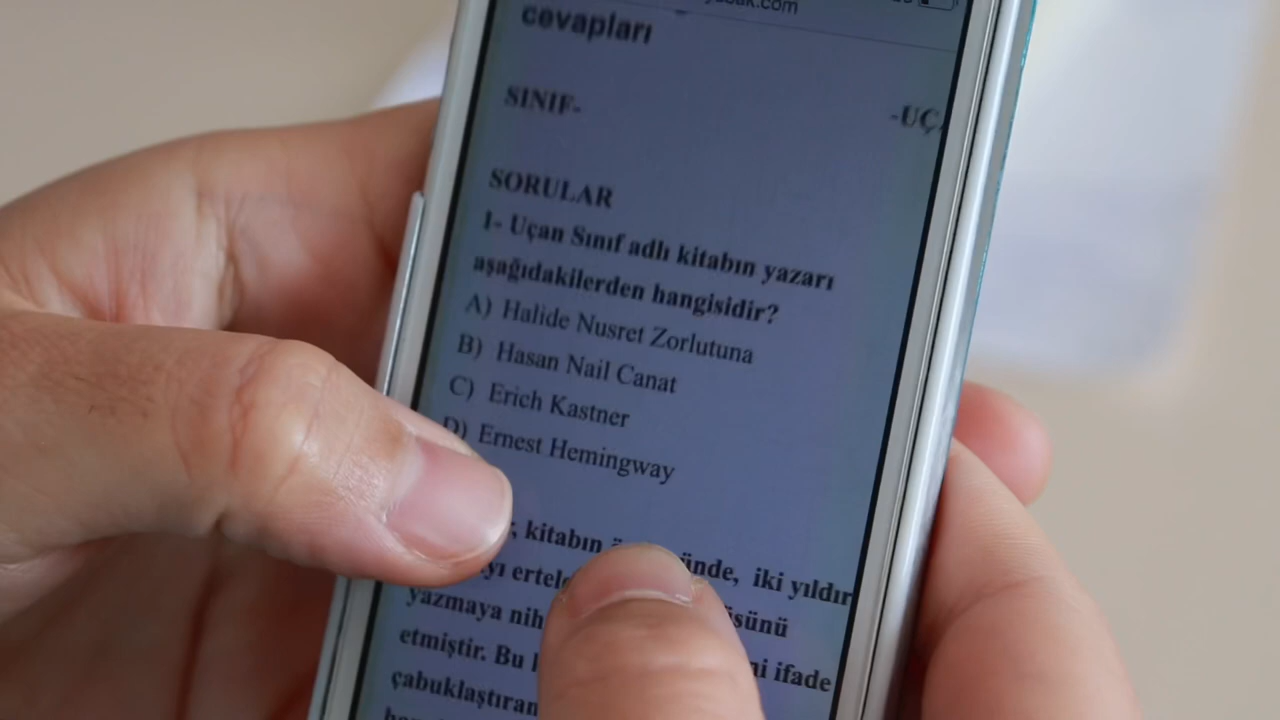 cevapları
SINIF- -UÇ
SORULAR
1- Uçan Sınıf adlı kitabın yazarı
aşağıdakilerden hangisidir?
A) Halide Nusret Zorlutuna
B) Hasan Nail Canat
C) Erich Kastner
D) Ernest Hemingway
kitabın iki yıldır
yazmaya
etmiştir. Bu ifade
çabuklaştıran